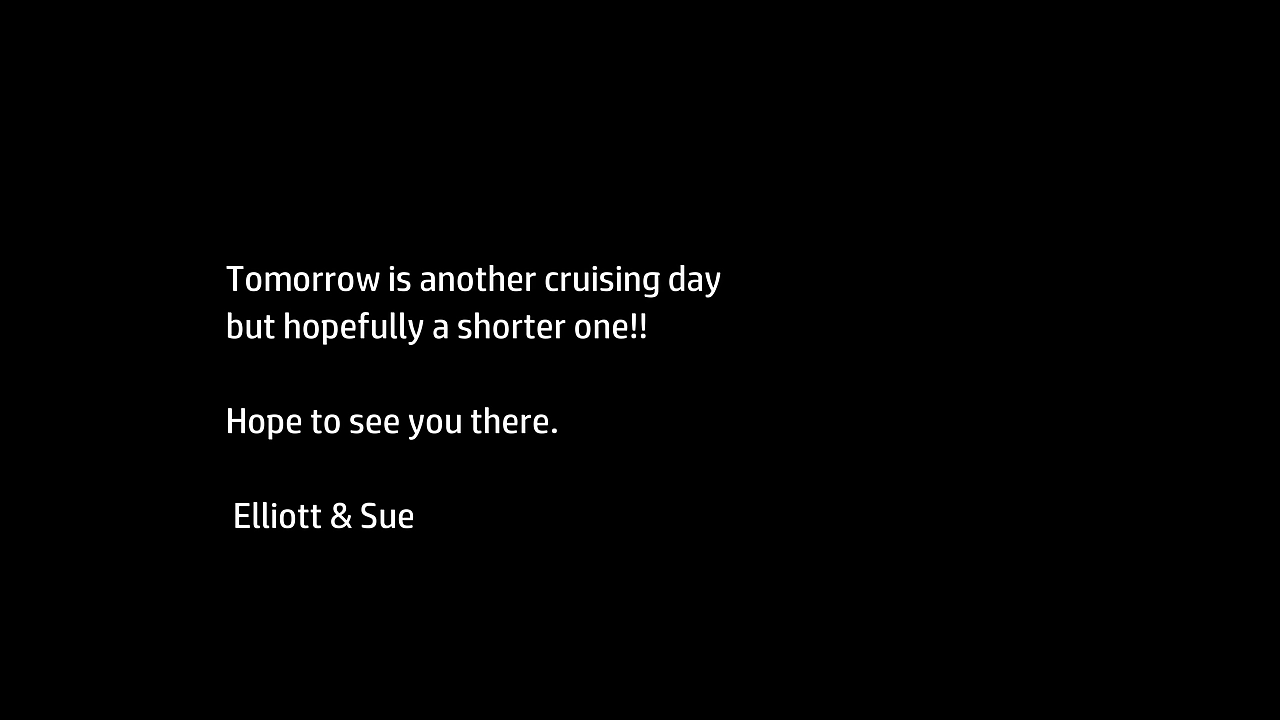 Tomorrow is another cruising day
but hopefully a shorter one!!
Hope to see you there.
Elliott & Sue